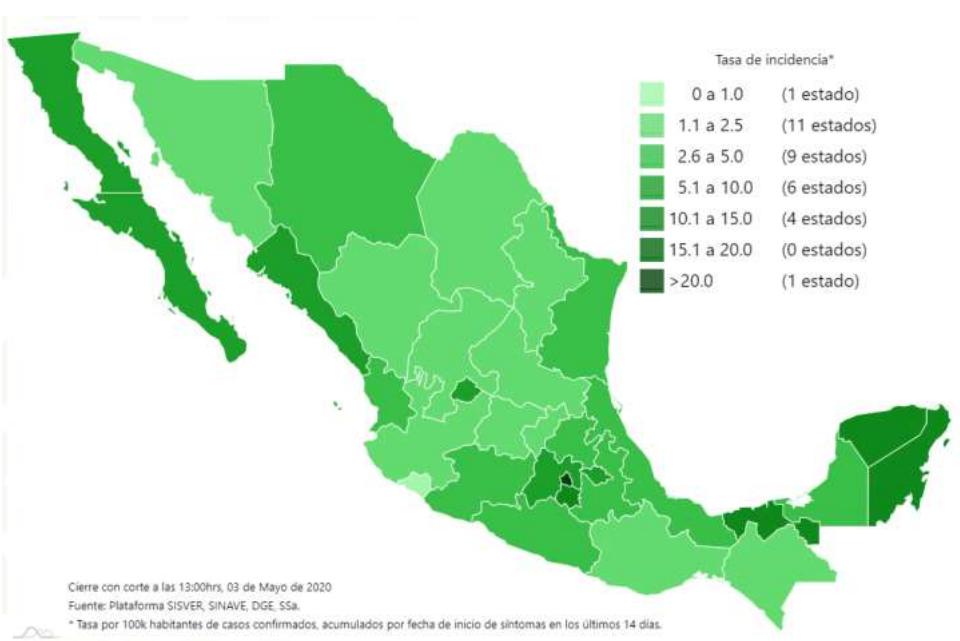 Tasa de incidencia*
0 a 1.0 (1 estado)
1.1 a 2.5 (11 estados)
2.6 a 5.0 (9 estados)
5.1 a 10.0 (6 estados)
10.1 a 15.0 (4 estados)
15.1 a 20.0 (0 estados)
>20.0 (1 estado)
Cierre con corte a las 13:00hrs, 03 de Mayo de 2020
Fuente: Plataforma SISVER, SINAVE, DGE, SSa.
* Tasa por 100k habitantes de casos confirmados, acumulados por fecha de inicio de síntomas en los últimos 14 días.